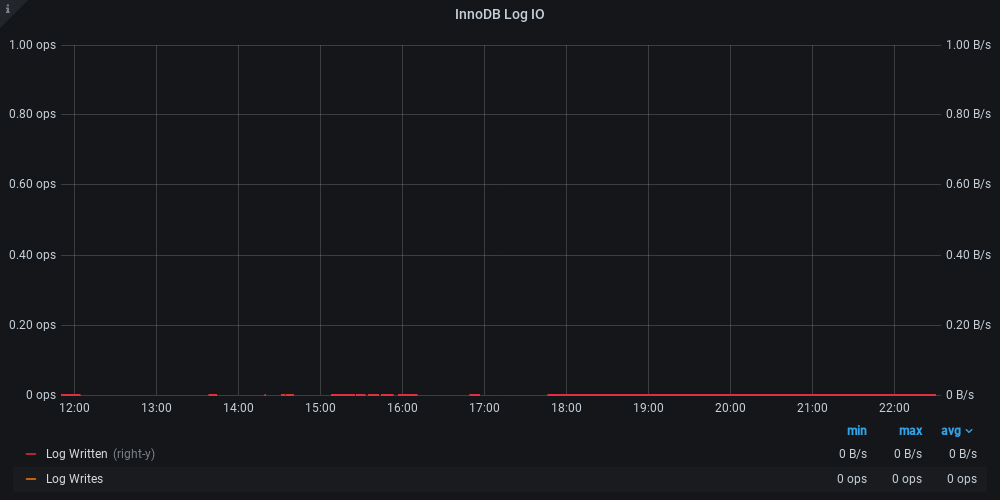 i
InnoDB Log IO
1.00 ops 1.00 B/s
0.80 ops 0.80 B/s
0.60 ops 0.60 B/s
0.40 ops 0.40 B/s
0.20 ops 0.20 B/s
0 ops 0 B/s
12:00 13:00 14:00 15:00 16:00 17:00 18:00 19:00 20:00 21:00 22:00
min max avg
Log Written (right-y) 0 B/s 0 B/s 0 B/s
Log Writes 0 ops 0 ops 0 ops